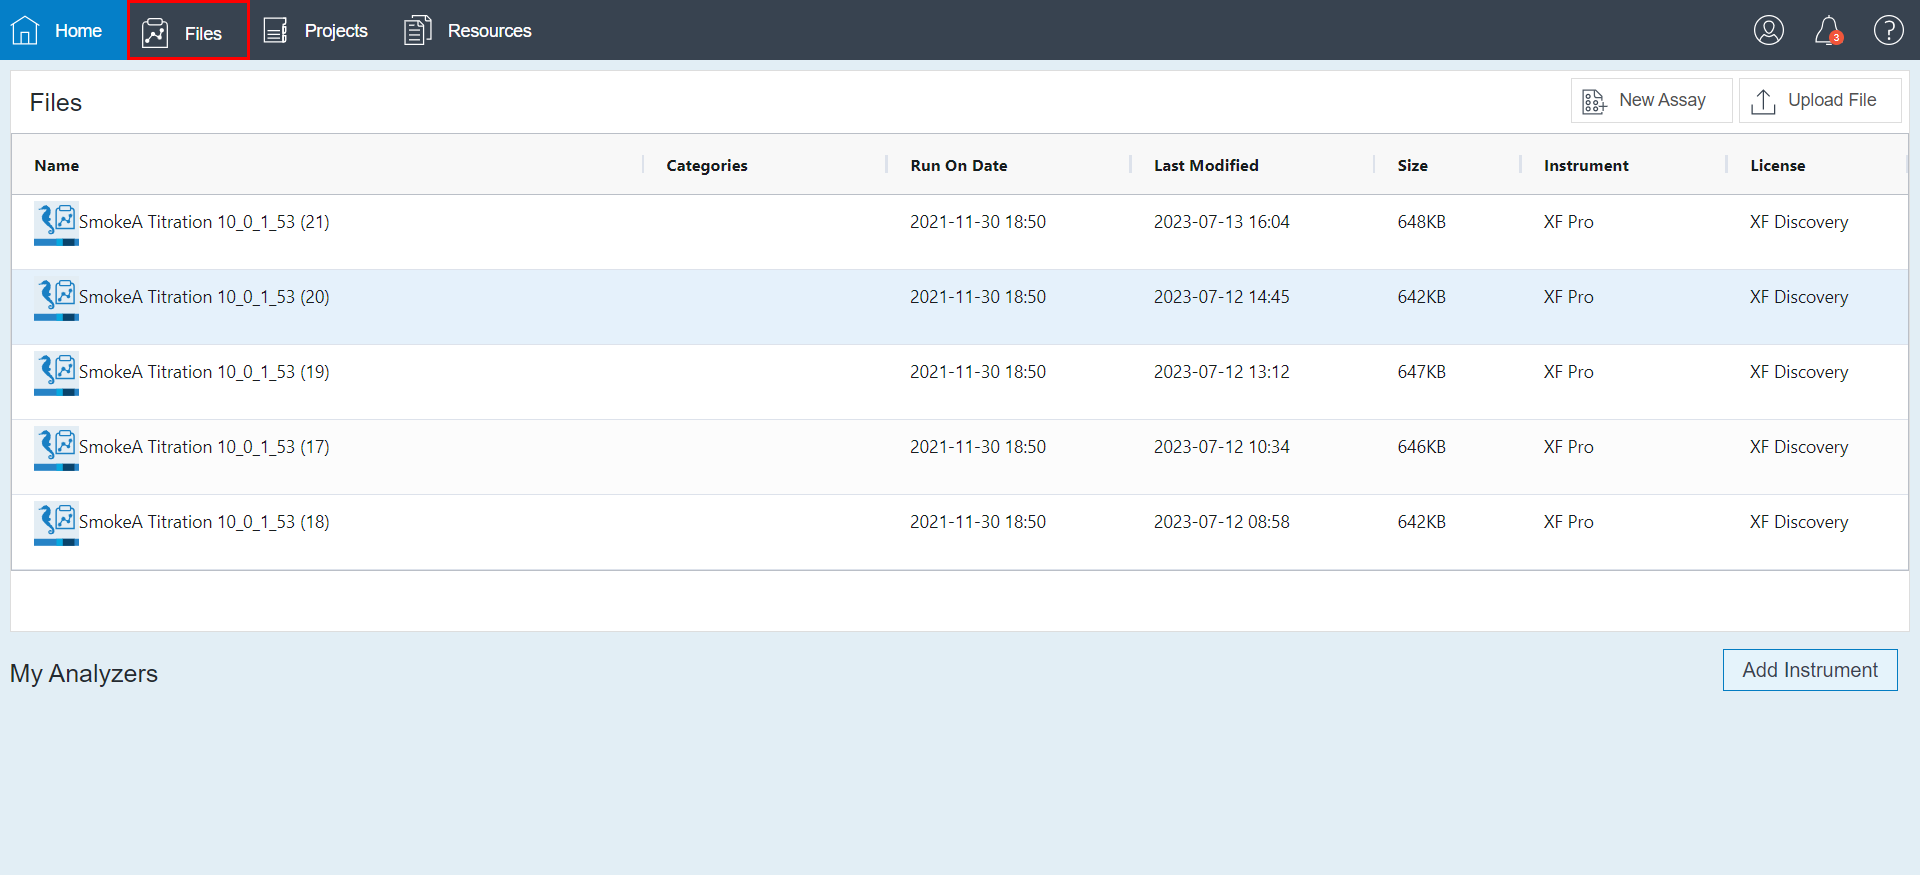 Home Files Projects Resources 3 ?
Files New Assay Upload File
Name Categories Run On Date Last Modified Size Instrument License
SmokeA Titration 10_0_1_53 (21) 2021-11-30 18:50 2023-07-13 16:04 648KB XF Pro XF Discovery
SmokeA Titration 10_0_1_53 (20) 2021-11-30 18:50 2023-07-12 14:45 642KB XF Pro XF Discovery
SmokeA Titration 10_0_1_53 (19) 2021-11-30 18:50 2023-07-12 13:12 647KB XF Pro XF Discovery
SmokeA Titration 10_0_1_53 (17) 2021-11-30 18:50 2023-07-12 10:34 646KB XF Pro XF Discovery
SmokeA Titration 10_0_1_53 (18) 2021-11-30 18:50 2023-07-12 08:58 642KB XF Pro XF Discovery
My Analyzers Add Instrument